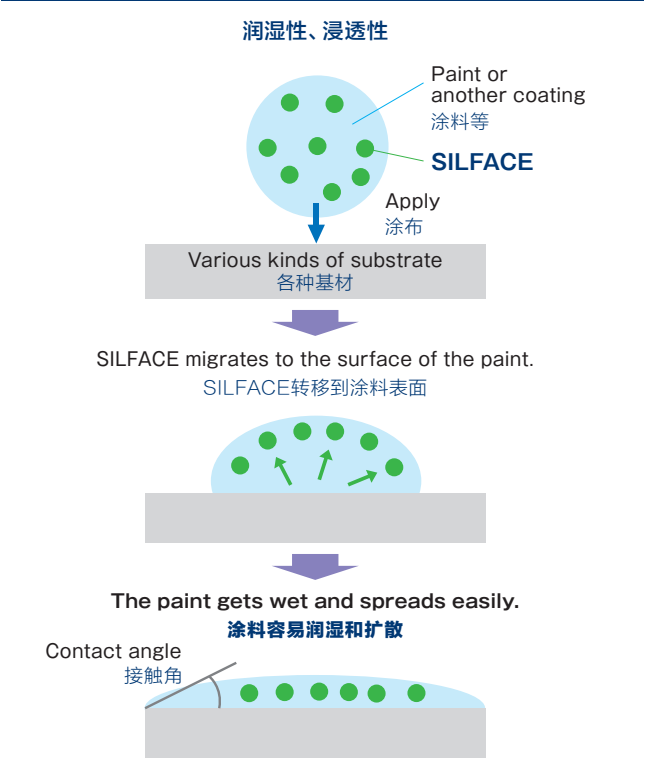 润湿性、浸透性
Paint or
another coating
涂料等
SILFACE
Apply
涂布
Various kinds of substrate
各种基材
SILFACE migrates to the surface of the paint.
SILFACE转移到涂料表面
The paint gets wet and spreads easily.
涂料容易润湿和扩散
Contact angle
接触角